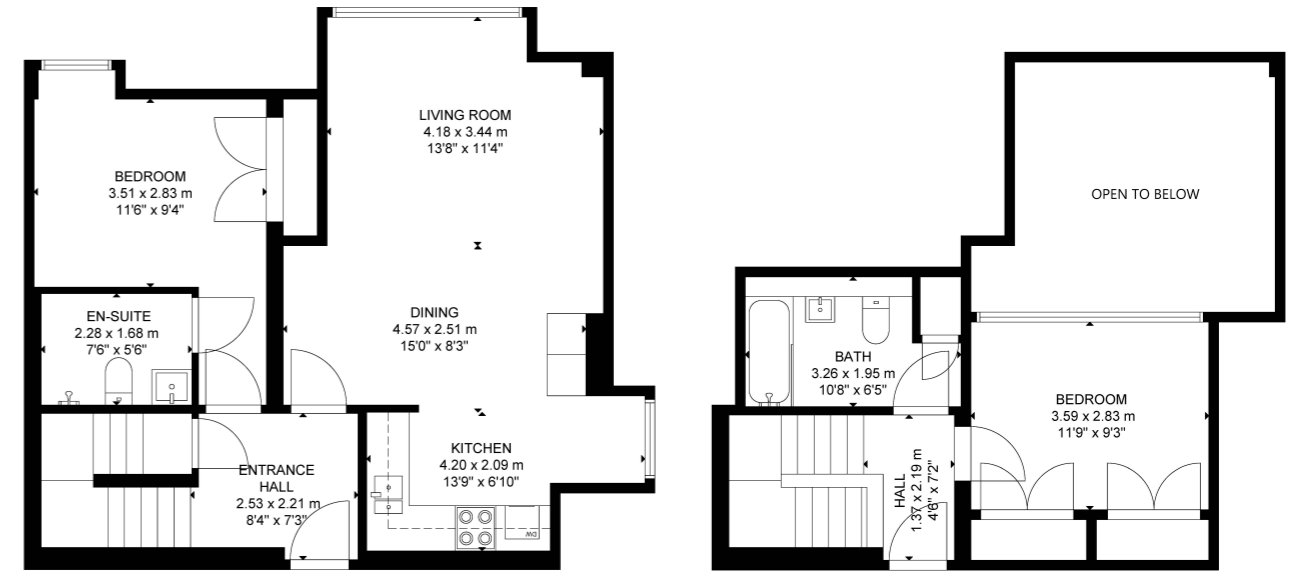 LIVING ROOM
4.18 x 3.44 m
13'8" x 11'4"
BEDROOM
3.51 x 2.83 m
11'6" x 9'4"
EN-SUITE
2.28 x 1.68 m
7'6" x 5'6"
DINING
4.57 x 2.51 m
15'0" x 8'3"
KITCHEN
4.20 x 2.09 m
13'9" x 6'10"
DW
ENTRANCE
HALL
2.53 x 2.21 m
8'4" x 7'3"
OPEN TO BELOW
BATH
3.26 x 1.95 m
10'8" x 6'5"
BEDROOM
3.59 x 2.83 m
11'9" x 9'3"
HALL
1.37 x 2.19 m
4'6" x 7'2"